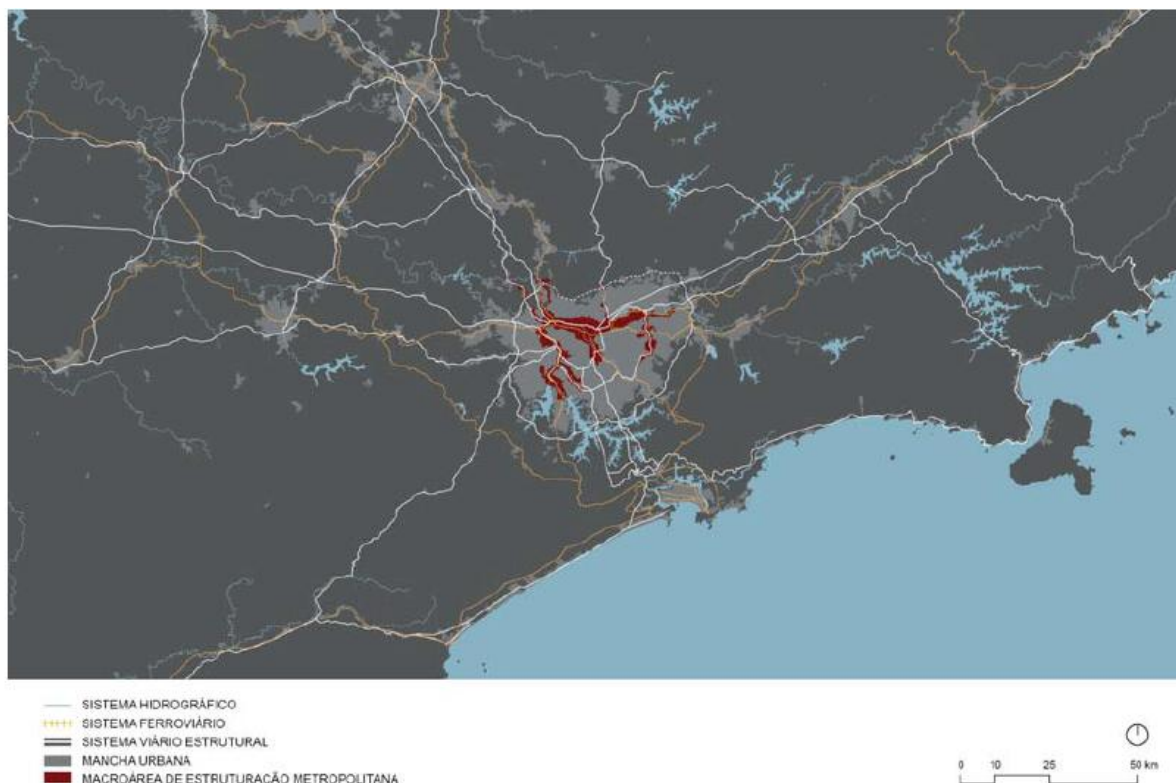 SISTEMA HIDROGRÁFICO
SISTEMA FERROVIÁRIO
SISTEMA VIÁRIO ESTRUTURAL
MANCHA URBANA
MACROÁREA DE ESTRUTURAÇÃO METROPOLITANA
0 10 25 50 km